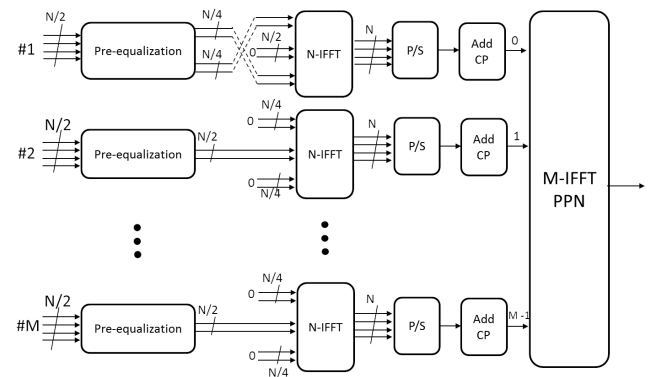 N/2
#1
Pre-equalization
N/4
N/4
N/2
0
N-IFFT
N
P/S
Add
CP
0
N/2
#2
Pre-equalization
N/2
N/4
0
0
N/4
N-IFFT
N
P/S
Add
CP
1
M-IFFT
PPN
N/2
#M
Pre-equalization
N/2
N/4
0
0
N/4
N-IFFT
N
P/S
Add
CP
M -1